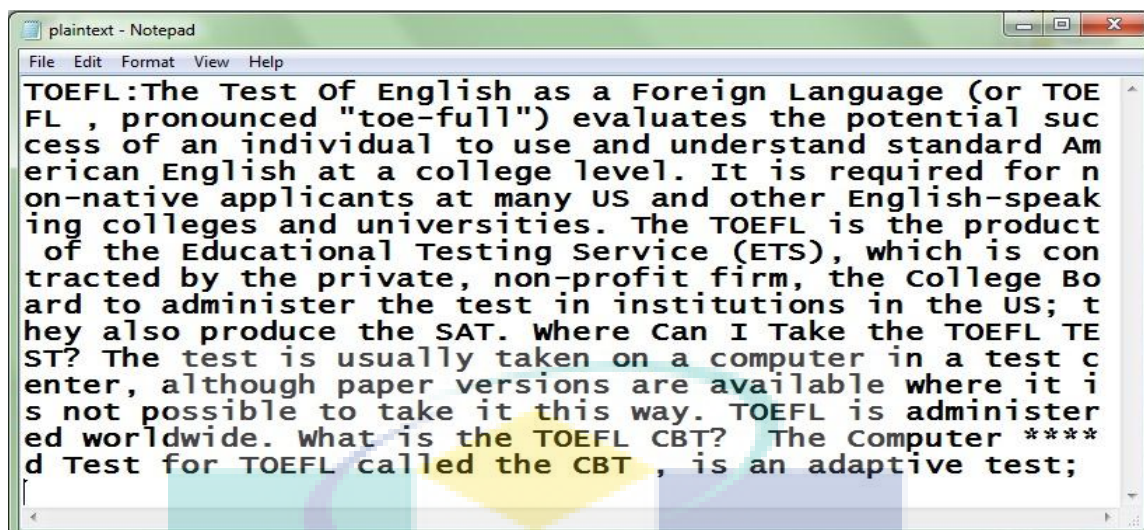 plaintext - Notepad
File Edit Format View Help
TOEFL:The Test Of English as a Foreign Language (or TOE
FL , pronounced "toe-full") evaluates the potential suc
cess of an individual to use and understand standard Am
erican English at a college level. It is required for n
on-native applicants at many US and other English-speak
ing colleges and universities. The TOEFL is the product
 of the Educational Testing Service (ETS), which is con
tracted by the private, non-profit firm, the College Bo
ard to administer the test in institutions in the US; t
hey also produce the SAT. Where Can I Take the TOEFL TE
ST? The test is usually taken on a computer in a test c
enter, although paper versions are available where it i
s not possible to take it this way. TOEFL is administer
ed worldwide. What is the TOEFL CBT?  The Computer ****
d Test for TOEFL called the CBT , is an adaptive test;